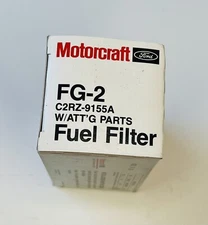 Motorcraft Ford
FG-2
C2RZ-9155A
W/ATT'G PARTS
Fuel Filter